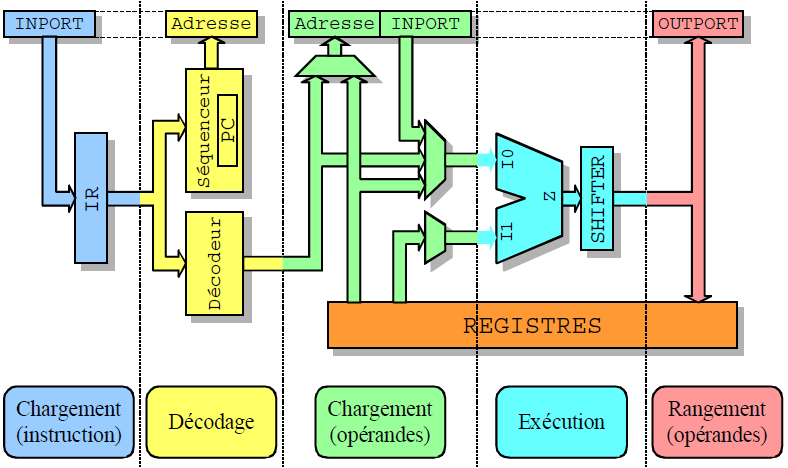 INPORT
Adresse
Adresse
INPORT
OUTPORT
Séquenceur
PC
IR
Décodeur
I0
I1
Z
SHIFTER
REGISTRES
Chargement
(instruction)
Décodage
Chargement
(opérandes)
Exécution
Rangement
(opérandes)